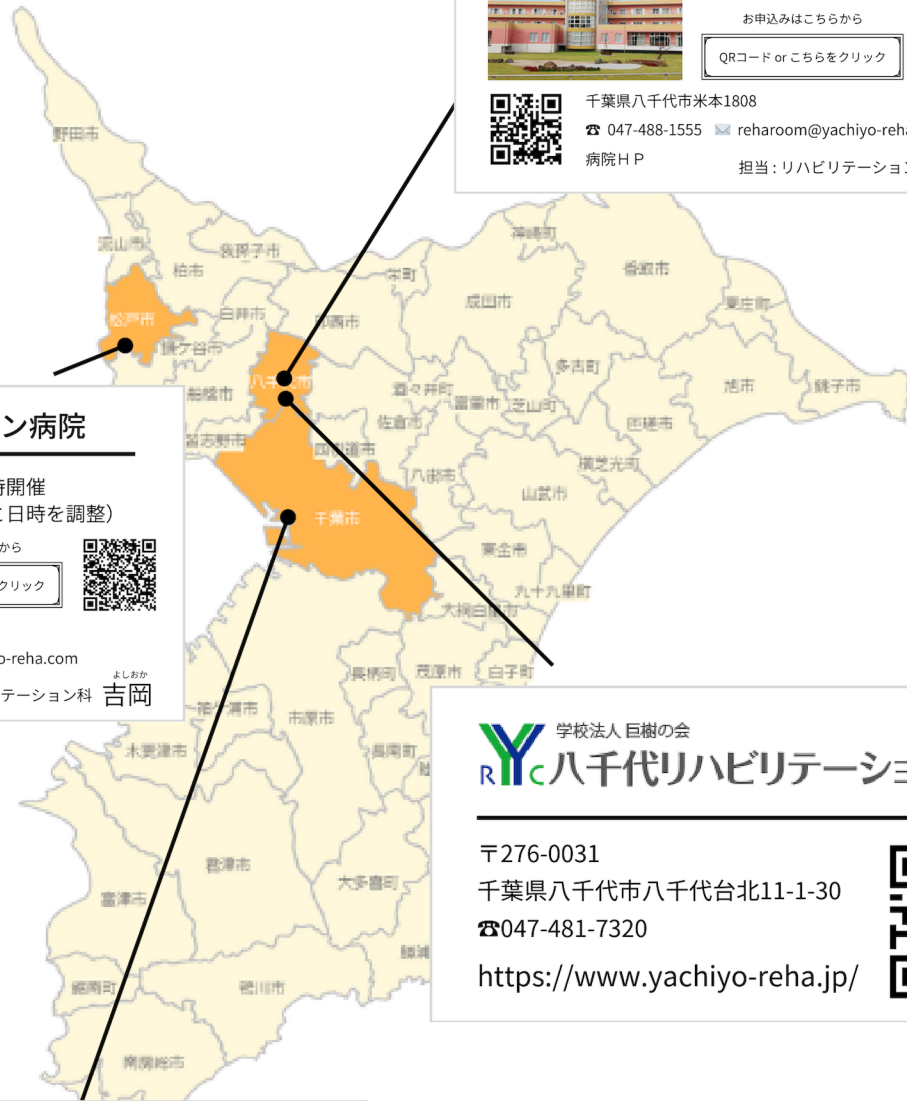 お申込みはこちらから
QRコード or こちらをクリック
千葉県八千代市米本1808
☎ 047-488-1555 ✉ reharoom@yachiyo-reha
病院ＨＰ
担当 : リハビリテーション
野田市
流山市
我孫子市
柏市
神崎町
香取市
栄町
成田市
東庄町
松戸市
白井市
印西市
鎌ケ谷市
多古町
八千代市
船橋市
酒々井町
富里市
芝山町
旭市
銚子市
佐倉市
匝瑳市
習志野市
四街道市
八街市
横芝光町
山武市
千葉市
東金市
九十九里町
大網白里市
長柄町
茂原市
白子町
袖ケ浦市
市原市
木更津市
長南町
睦
君津市
大多喜町
富津市
勝浦
鋸南町
鴨川市
南房総市
ン病院
時開催
と日時を調整）
から
クリック
o-reha.com
テーション科 吉岡
よしおか
学校法人 巨樹の会
RYC 八千代リハビリテーショ
〒276-0031
千葉県八千代市八千代台北11-1-30
☎047-481-7320
https://www.yachiyo-reha.jp/